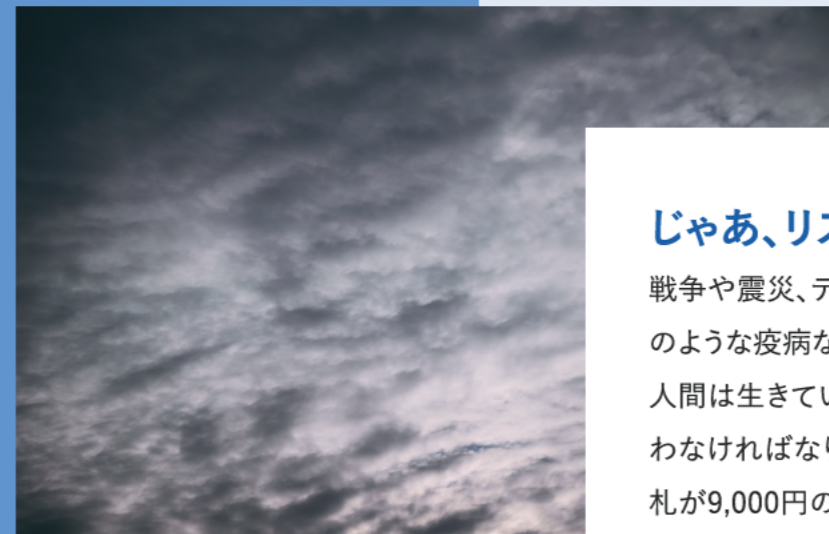 じゃあ、リス
戦争や震災、テ
のような疫病な
人間は生きてい
わなければなり
札が9,000円の